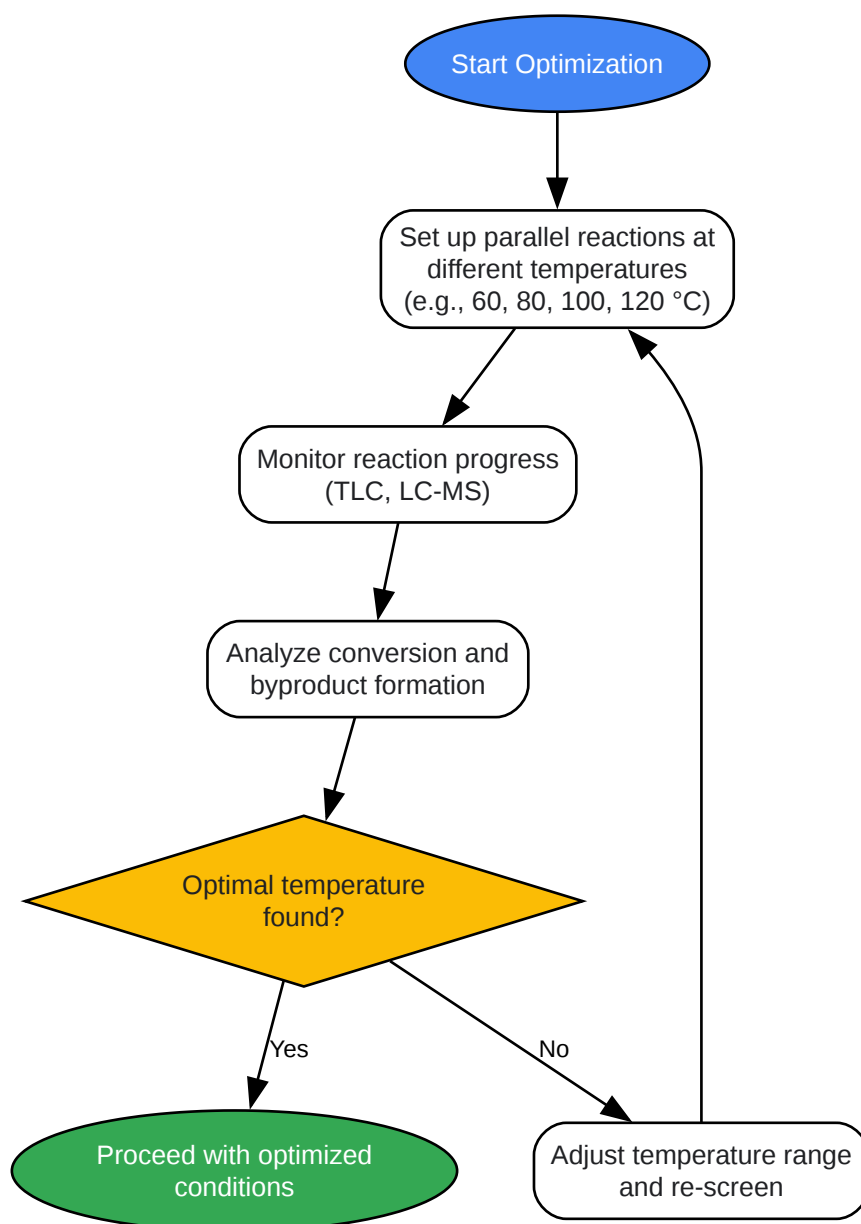 Start Optimization
Set up parallel reactions at
different temperatures
(e.g., 60, 80, 100, 120 °C)
Monitor reaction progress
(TLC, LC-MS)
Analyze conversion and
byproduct formation
Optimal temperature
found?
Yes
No
Proceed with optimized
conditions
Adjust temperature range
and re-screen